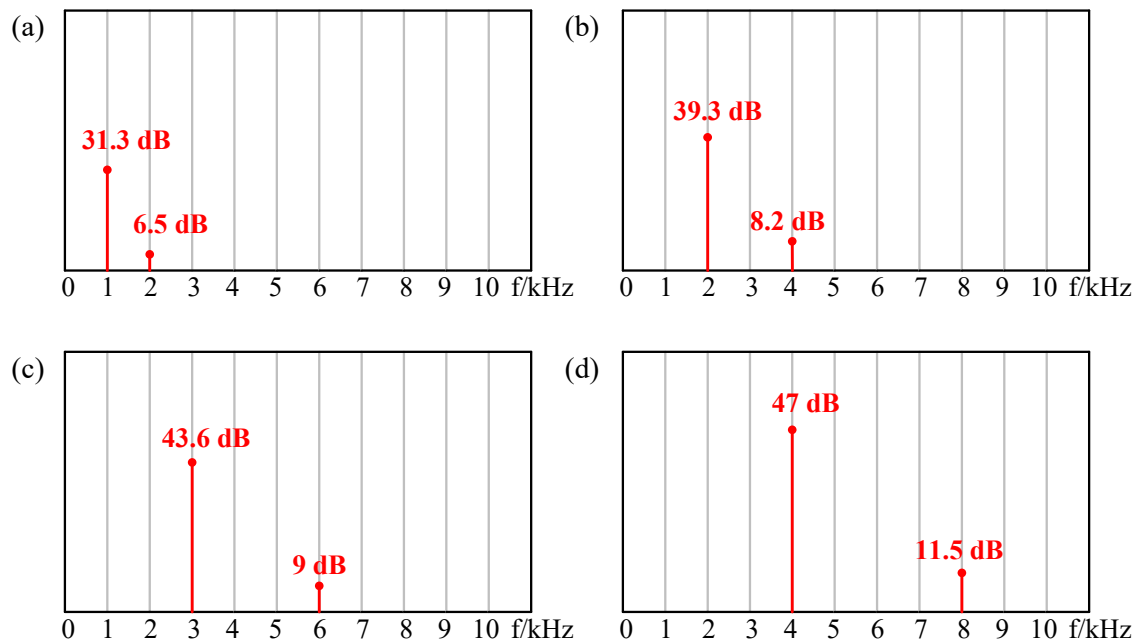 (a)
31.3 dB
6.5 dB
0 1 2 3 4 5 6 7 8 9 10 f/kHz
(b)
39.3 dB
8.2 dB
0 1 2 3 4 5 6 7 8 9 10 f/kHz
(c)
43.6 dB
9 dB
0 1 2 3 4 5 6 7 8 9 10 f/kHz
(d)
47 dB
11.5 dB
0 1 2 3 4 5 6 7 8 9 10 f/kHz